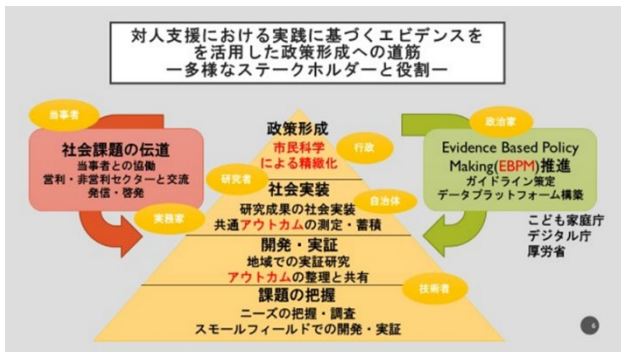 対人支援における実践に基づくエビデンスを
を活用した政策形成への道筋
ー多様なステークホルダーと役割ー
当事者
社会課題の伝道
当事者との協働
営利・非営利セクターと交流
発信・啓発
実務家
政策形成
市民科学
による精緻化
行政
研究者
社会実装
自治体
研究成果の社会実装
共通アウトカムの測定・蓄積
開発・実証
地域での実証研究
アウトカムの整理と共有
技術者
課題の把握
ニーズの把握・調査
スモールフィールドでの開発・実証
政治家
Evidence Based Policy
Making(EBPM)推進
ガイドライン策定
データプラットフォーム構築
こども家庭庁
デジタル庁
厚労省
6